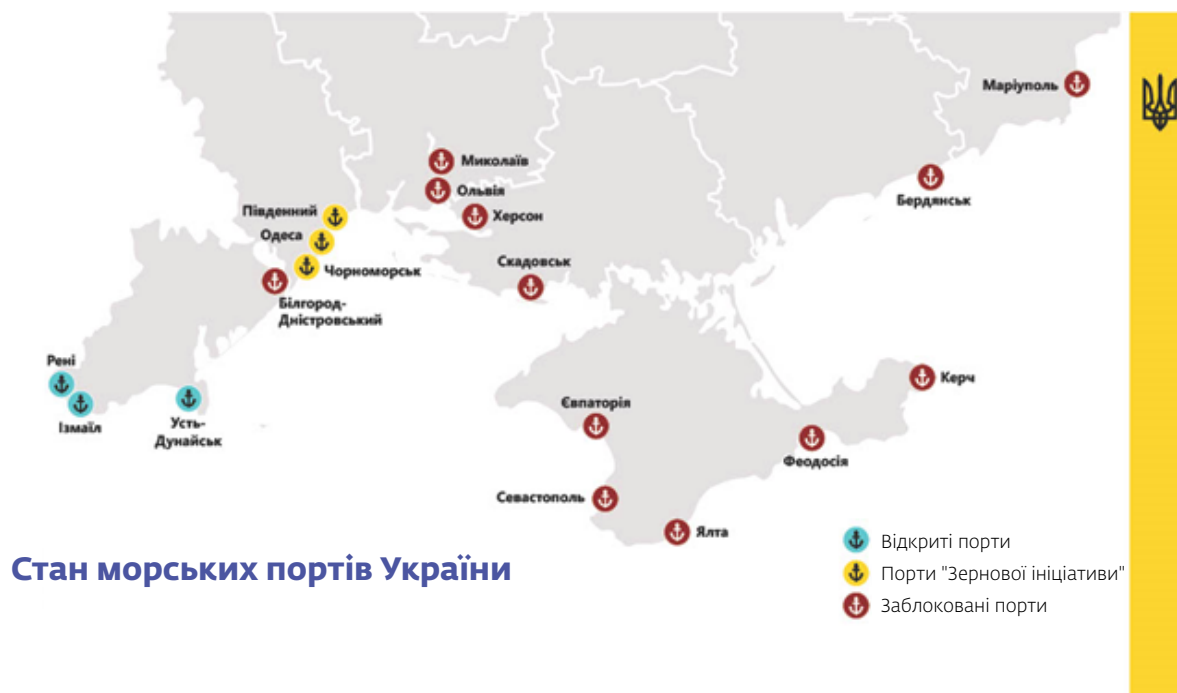 Маріуполь
Миколаїв
Ольвія
Бердянськ
Південний
Херсон
Одеса
Скадовськ
Чорноморськ
Білгород-
Дністровський
Рені
Керч
Ізмаїл
Усть-
Дунайськ
Євпаторія
Феодосія
Севастополь
Ялта
Стан морських портів України
Відкриті порти
Порти "Зернової ініціативи"
Заблоковані порти